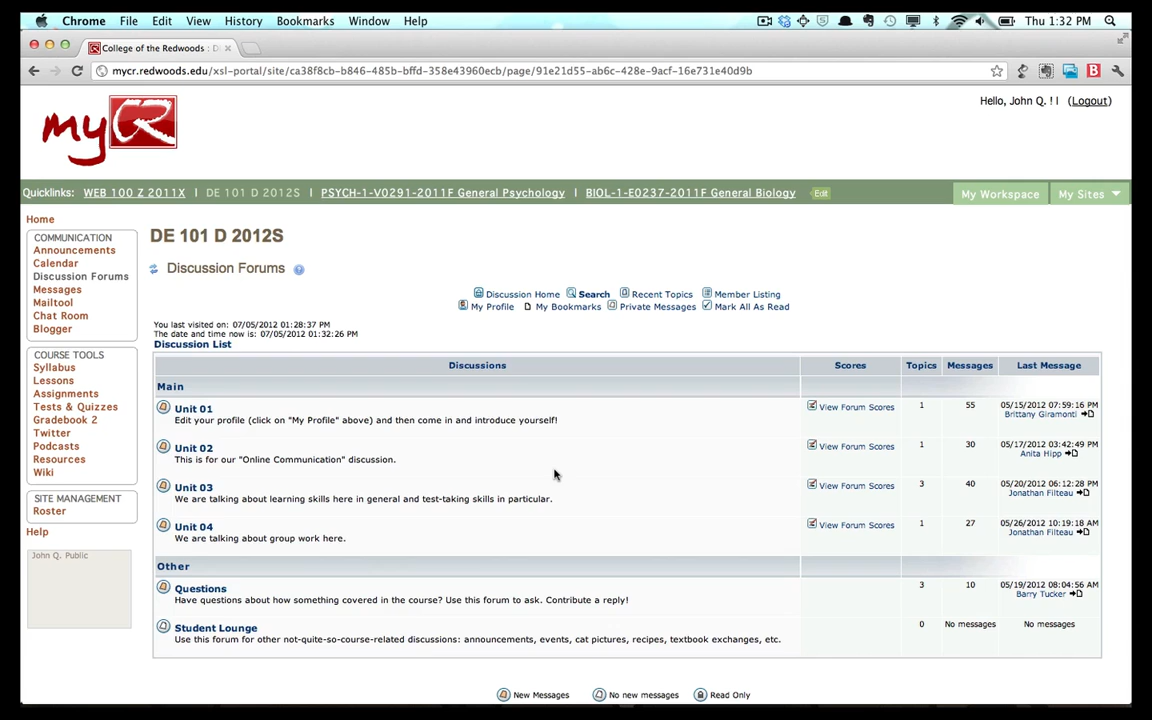 Chrome File Edit View History Bookmarks Window Help Thu 1:32 PM
College of the Redwoods : D
mycr.redwoods.edu/xsl-portal/site/ca38f8cb-b846-485b-bffd-358e43960ecb/page/91e21d55-ab6c-428e-9acf-16e731e40d9b
Hello, John Q. ! | (Logout)
my CR
Quicklinks: WEB 100 Z 2011X | DE 101 D 2012S | PSYCH-1-V0291-2011F General Psychology | BIOL-1-E0237-2011F General Biology Edit My Workspace My Sites
Home
COMMUNICATION
Announcements
Calendar
Discussion Forums
Messages
Mailtool
Chat Room
Blogger
COURSE TOOLS
Syllabus
Lessons
Assignments
Tests & Quizzes
Gradebook 2
Twitter
Podcasts
Resources
Wiki
SITE MANAGEMENT
Roster
Help
John Q. Public
DE 101 D 2012S
Discussion Forums
Discussion Home Search Recent Topics Member Listing
My Profile My Bookmarks Private Messages Mark All As Read
You last visited on: 07/05/2012 01:28:37 PM
The date and time now is: 07/05/2012 01:32:26 PM
Discussion List
Discussions Scores Topics Messages Last Message
Main
Unit 01 View Forum Scores 1 55 05/15/2012 07:59:16 PM
Edit your profile (click on "My Profile" above) and then come in and introduce yourself! Brittany Giramonti
Unit 02 View Forum Scores 1 30 05/17/2012 03:42:49 PM
This is for our "Online Communication" discussion. Anita Hipp
Unit 03 View Forum Scores 3 40 05/20/2012 06:12:28 PM
We are talking about learning skills here in general and test-taking skills in particular. Jonathan Filteau
Unit 04 View Forum Scores 1 27 05/26/2012 10:19:18 AM
We are talking about group work here. Jonathan Filteau
Other
Questions 3 10 05/19/2012 08:04:56 AM
Have questions about how something covered in the course? Use this forum to ask. Contribute a reply! Barry Tucker
Student Lounge 0 No messages No messages
Use this forum for other not-quite-so-course-related discussions: announcements, events, cat pictures, recipes, textbook exchanges, etc.
New Messages No new messages Read Only